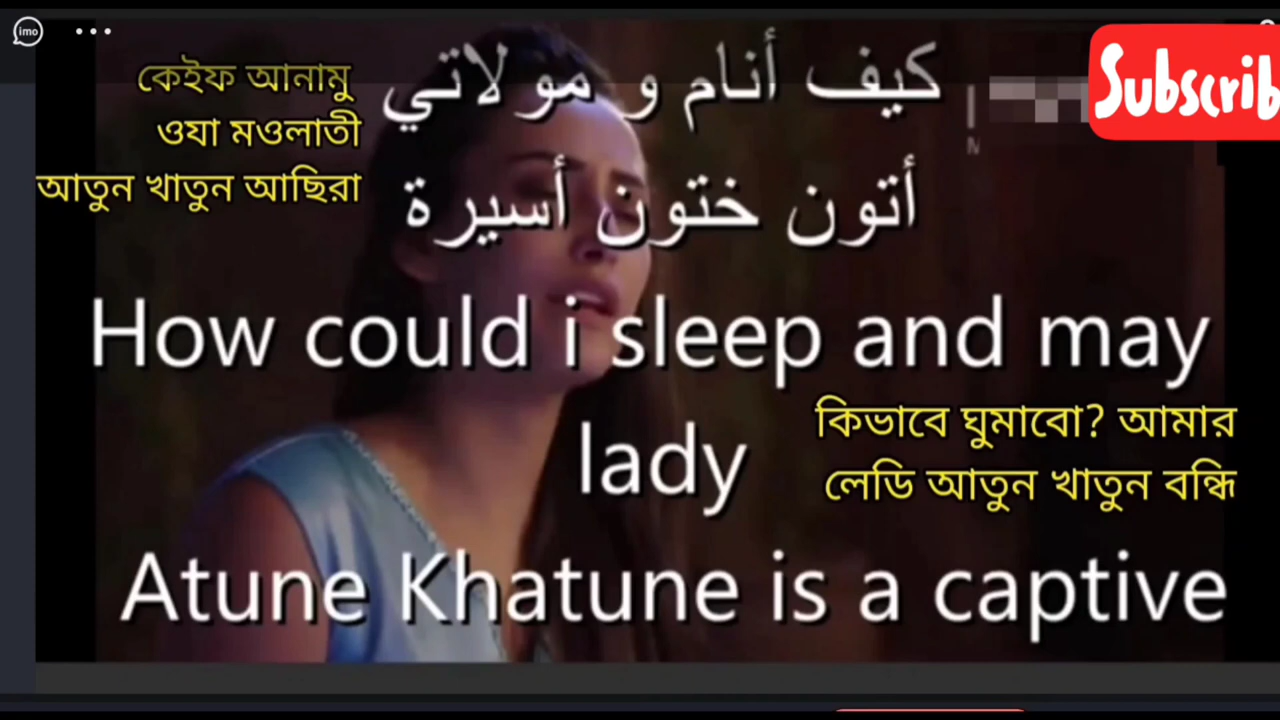 imo
কেইফ আনামু
ওযা মওলাতী
আতুন খাতুন আছিরা
كيف أنام و مولاتي
أتون ختون أسيرة
Subscrib
How could i sleep and may
lady
Atune Khatune is a captive
কিভাবে ঘুমাবো? আমার
লেডি আতুন খাতুন বন্ধি